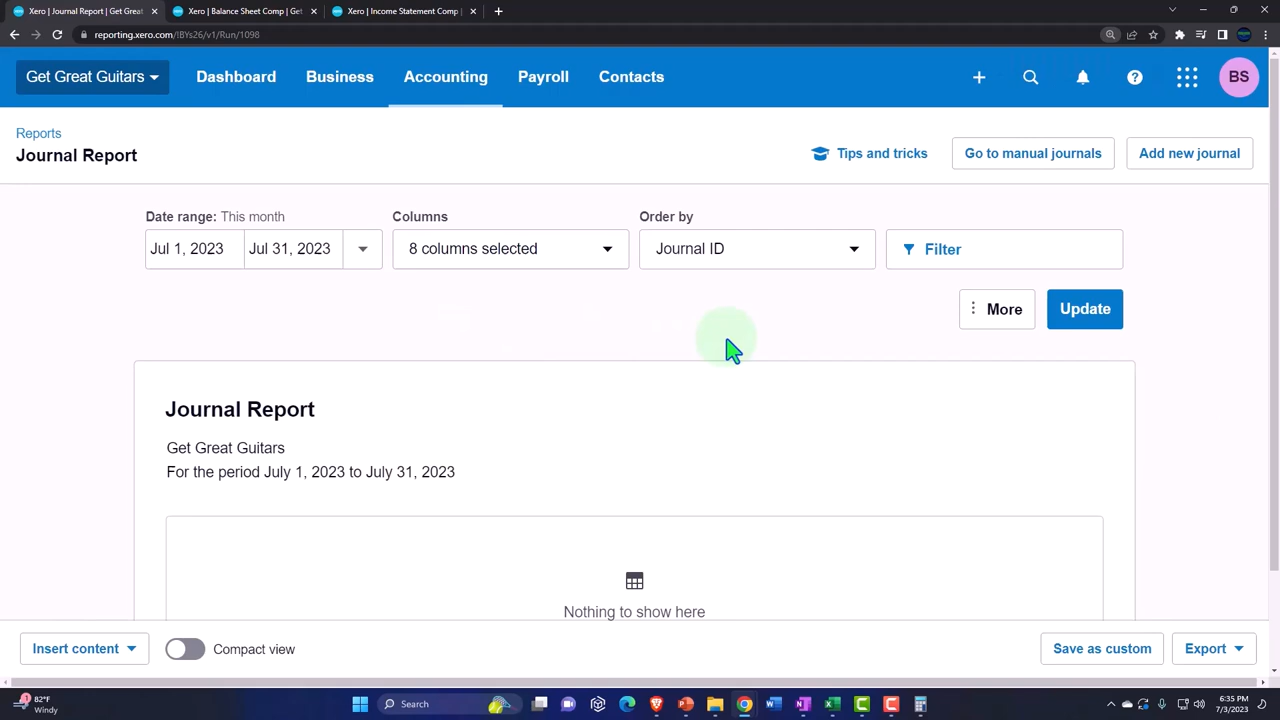 Xero | Journal Report | Get Great
Xero | Balance Sheet Comp | Get
Xero | Income Statement Comp |
reporting.xero.com/!BYs26/v1/Run/1098
Get Great Guitars
Dashboard
Business
Accounting
Payroll
Contacts
BS
Reports
Journal Report
Tips and tricks
Go to manual journals
Add new journal
Date range: This month
Columns
Order by
Jul 1, 2023
Jul 31, 2023
8 columns selected
Journal ID
Filter
More
Update
Journal Report
Get Great Guitars
For the period July 1, 2023 to July 31, 2023
Nothing to show here
Insert content
Compact view
Save as custom
Export
82°F
Windy
Search
6:35 PM
7/3/2023